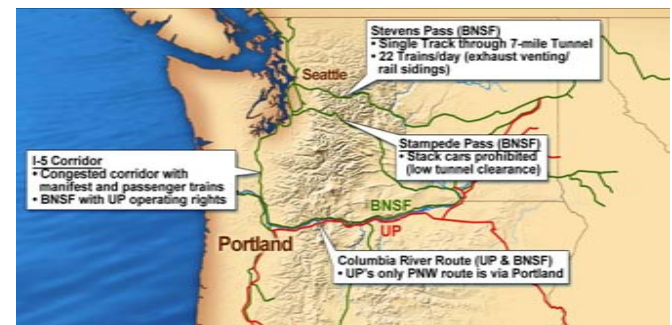 Stevens Pass (BNSF)
• Single Track through 7-mile Tunnel
• 22 Trains/day (exhaust venting/
rail sidings)
Seattle
Stampede Pass (BNSF)
• Stack cars prohibited
(low tunnel clearance)
I-5 Corridor
• Congested corridor with
manifest and passenger trains
• BNSF with UP operating rights
BNSF
UP
Portland
Columbia River Route (UP & BNSF)
• UP's only PNW route is via Portland